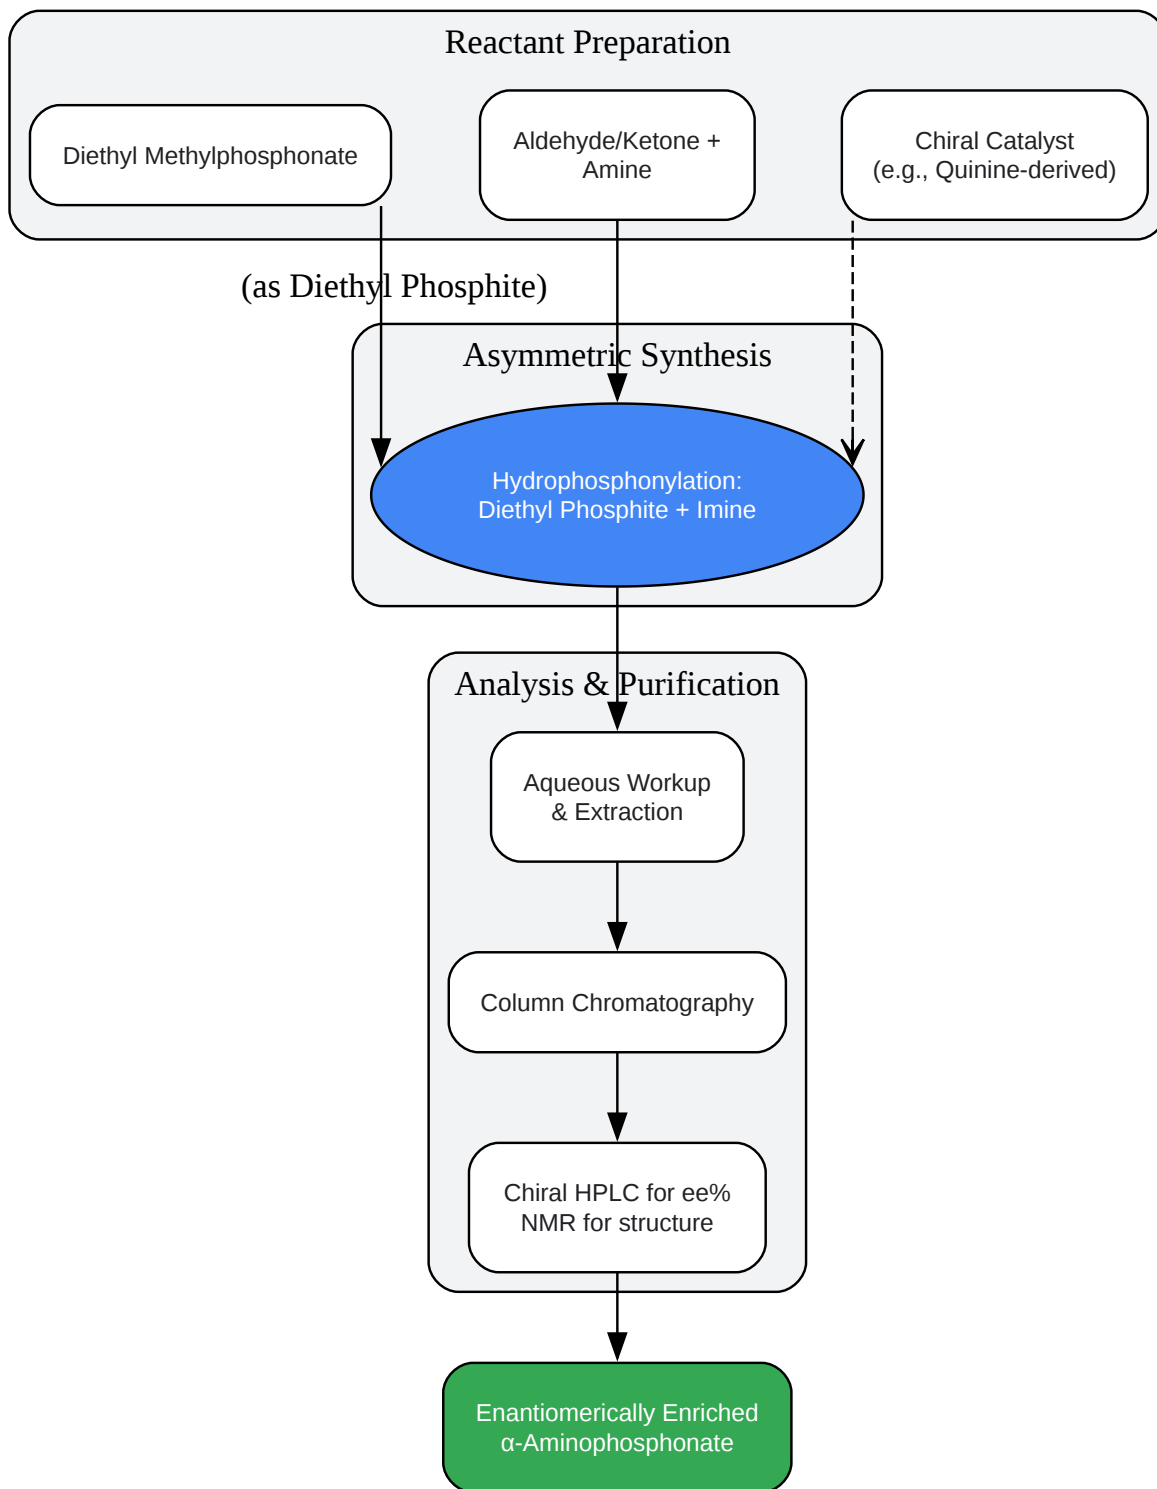 Reactant Preparation
Diethyl Methylphosphonate
Aldehyde/Ketone +
Amine
Chiral Catalyst
(e.g., Quinine-derived)
(as Diethyl Phosphite)
Asymmetric Synthesis
Hydrophosphonylation:
Diethyl Phosphite + Imine
Analysis & Purification
Aqueous Workup
& Extraction
Column Chromatography
Chiral HPLC for ee%
NMR for structure
Enantiomerically Enriched
α-Aminophosphonate